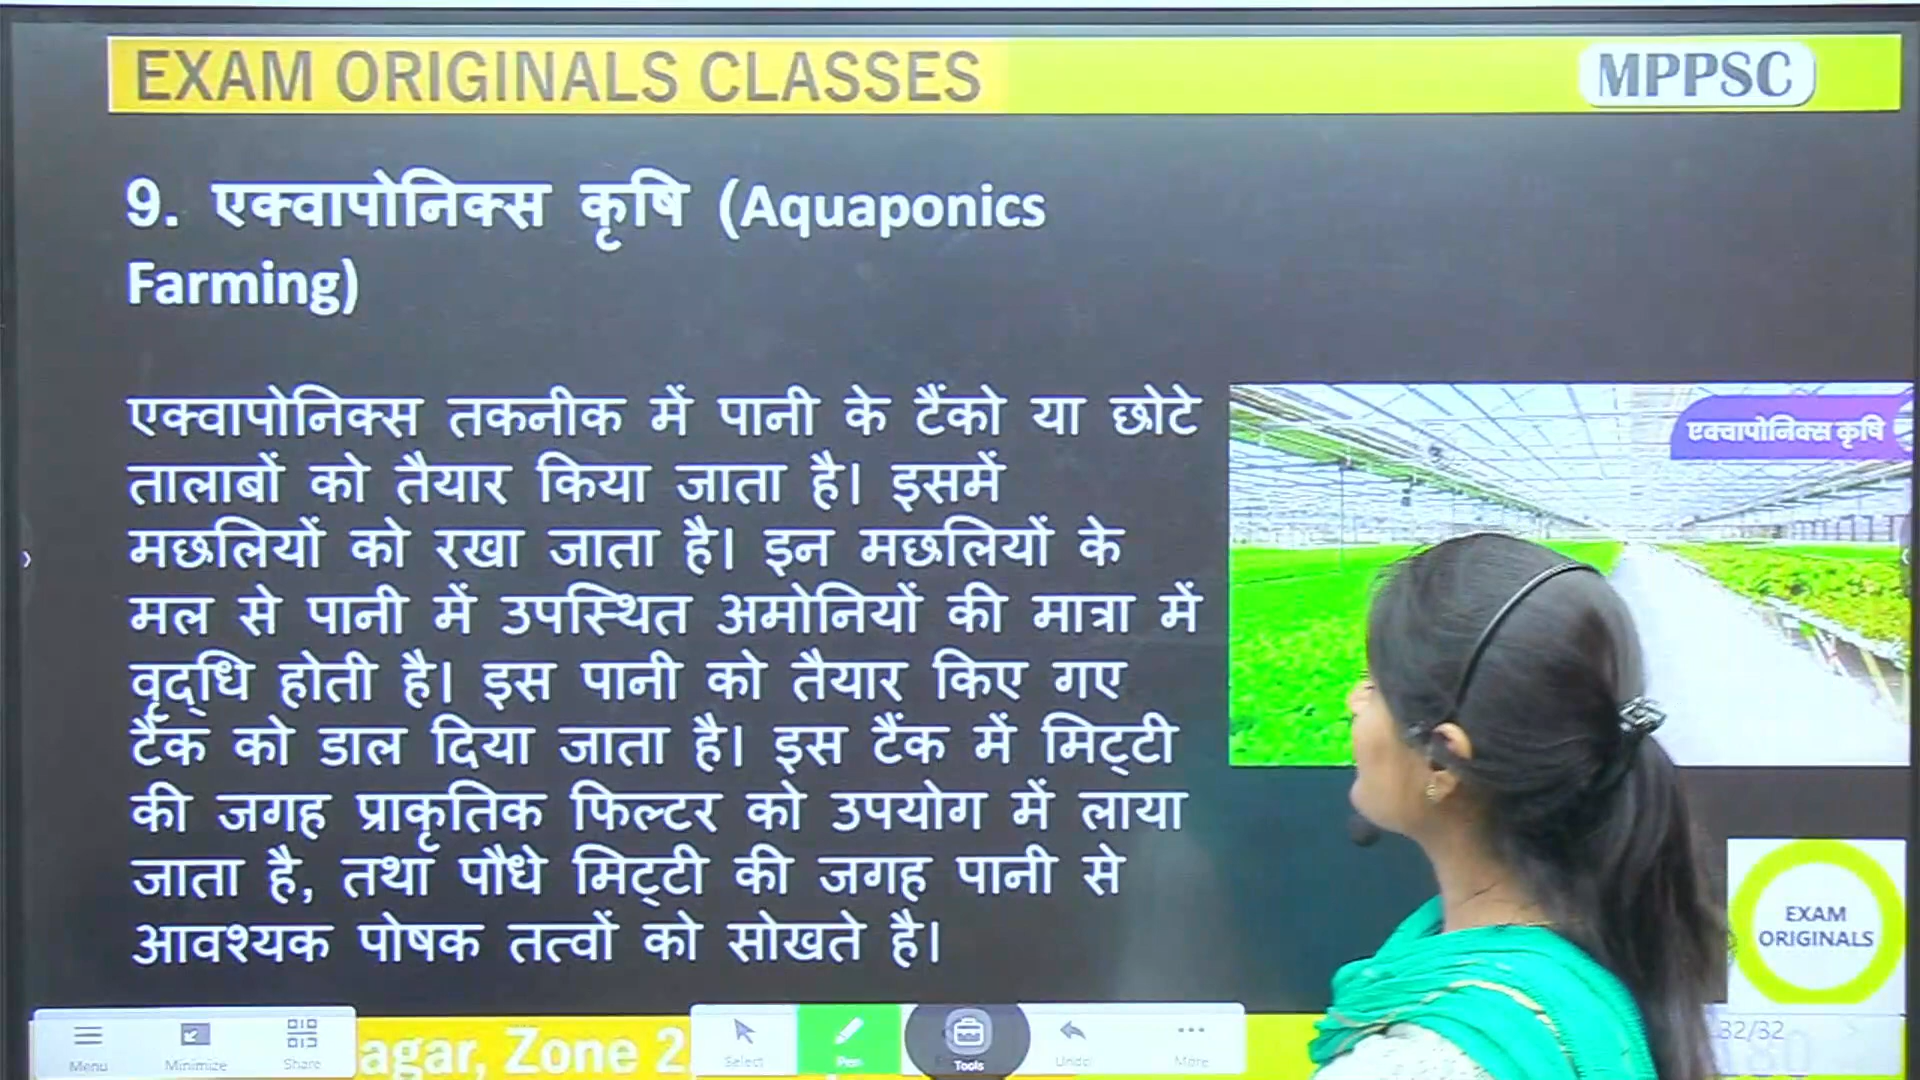 EXAM ORIGINALS CLASSES
MPPSC
9. एक्वापोनिक्स कृषि (Aquaponics
Farming)
एक्वापोनिक्स तकनीक में पानी के टैंको या छोटे
तालाबों को तैयार किया जाता है। इसमें
मछलियों को रखा जाता है। इन मछलियों के
मल से पानी में उपस्थित अमोनियों की मात्रा में
वृद्धि होती है। इस पानी को तैयार किए गए
टैंक को डाल दिया जाता है। इस टैंक में मिट्टी
की जगह प्राकृतिक फिल्टर को उपयोग में लाया
जाता है, तथा पौधे मिट्टी की जगह पानी से
आवश्यक पोषक तत्वों को सोखते है।
एक्वापोनिक्स कृषि
EXAM
ORIGINALS
32/32
Menu
Minimize
Share
agar, Zone 2
Select
Pen
Tools
Undo
More